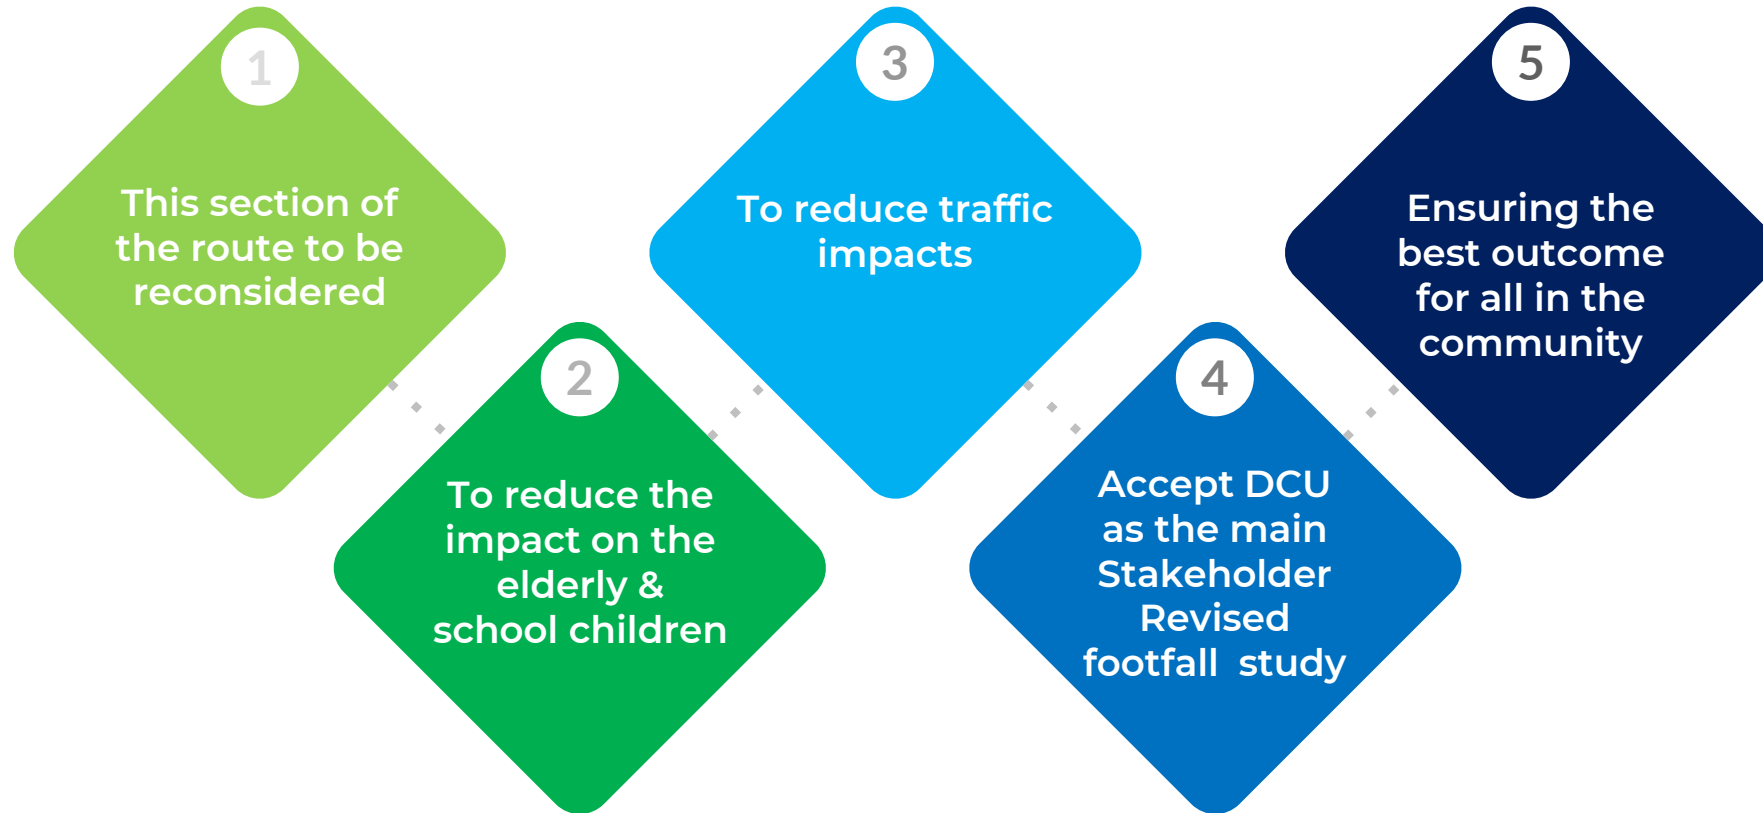 1
This section of
the route to be
reconsidered
2
To reduce the
impact on the
elderly &
school children
3
To reduce traffic
impacts
4
Accept DCU
as the main
Stakeholder
Revised
footfall  study
5
Ensuring the
best outcome
for all in the
community